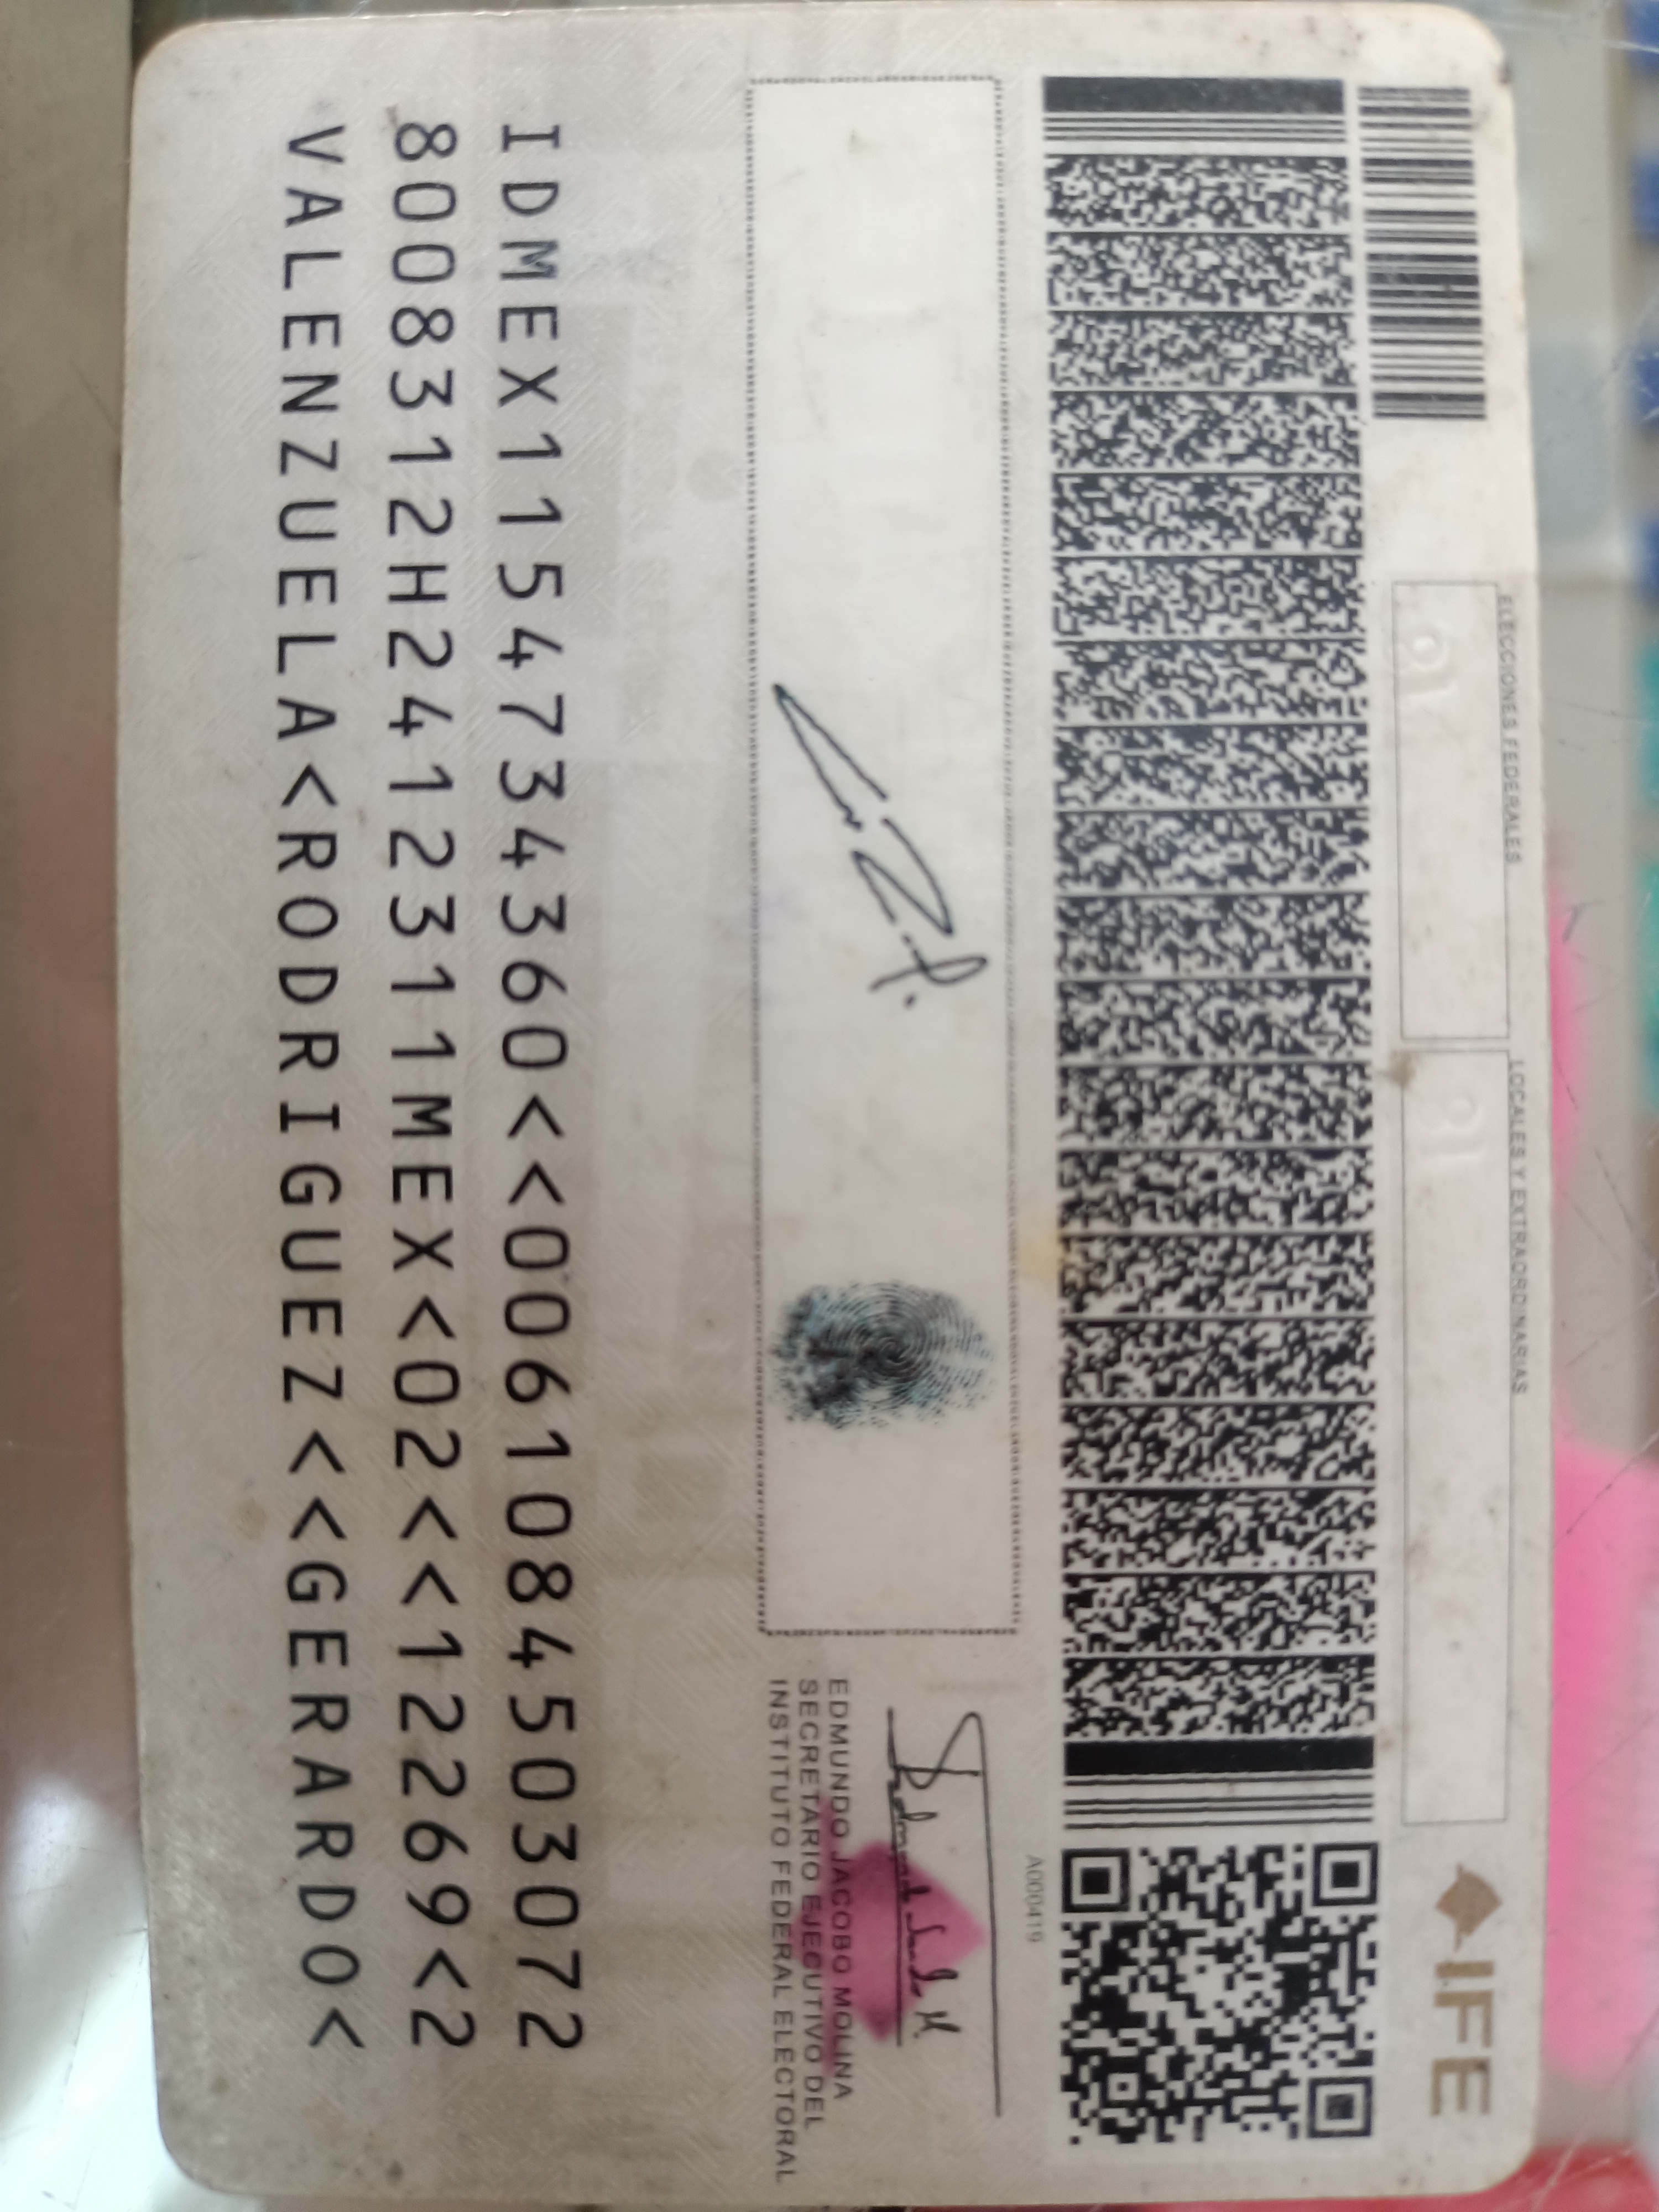 ELECCIONES FEDERALES
LOCALES Y EXTRAORDINARIAS
IFE
A000419
EDMUNDO JACOBO MOLINA
SECRETARIO EJECUTIVO DEL
INSTITUTO FEDERAL ELECTORAL
IDMEX1154734360<<0061084503072
8008312H2412311MEX<02<<12269<2
VALENZUELA<RODRIGUEZ<<GERARDO<